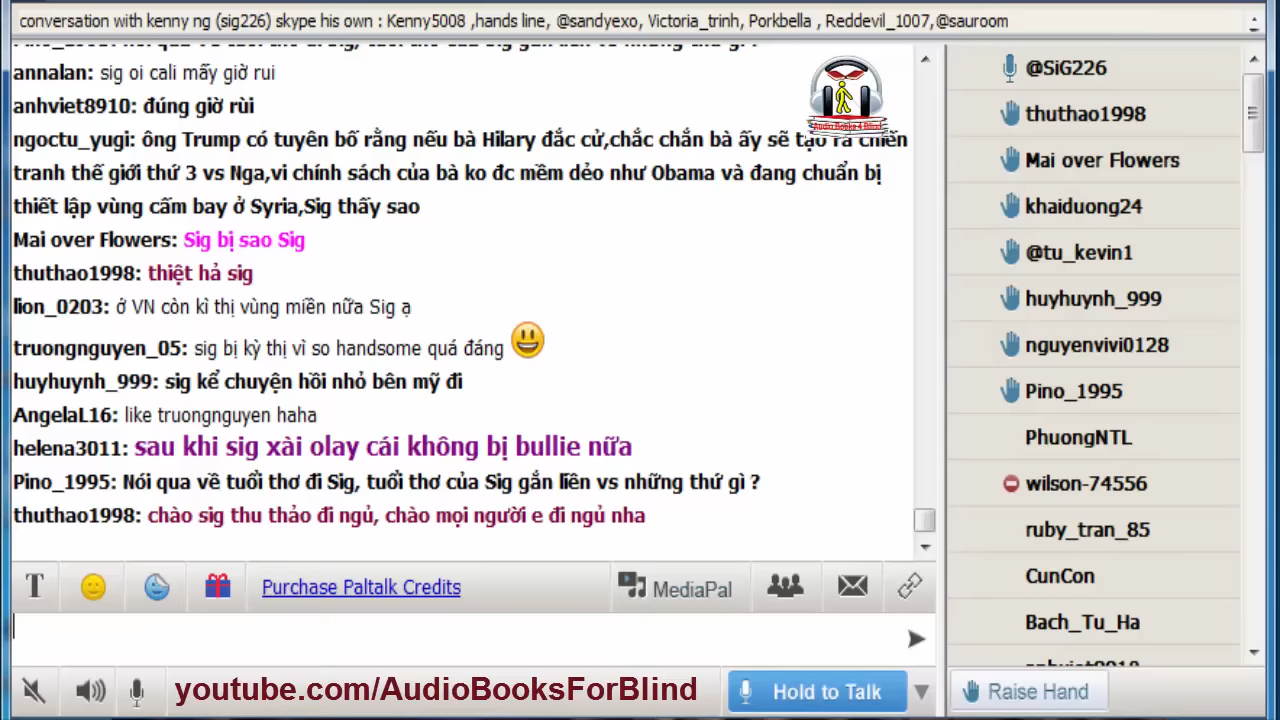 conversation with kenny ng (sig226) skype his own : Kenny5008 ,hands line, @sandyexo, Victoria_trinh, Porkbella , Reddevil_1007,@sauroom
annalan: sig oi cali mấy giờ rui
anhviet8910: đúng giờ rùi
ngoctu_yugi: ông Trump có tuyên bố rằng nếu bà Hilary đắc cử,chắc chắn bà ấy sẽ tạo ra chiến
tranh thế giới thứ 3 vs Nga,vi chính sách của bà ko đc mềm dẻo như Obama và đang chuẩn bị
thiết lập vùng cấm bay ở Syria,Sig thấy sao
Mai over Flowers: Sig bị sao Sig
thuthao1998: thiệt hả sig
lion_0203: ở VN còn kì thị vùng miền nữa Sig ạ
truongnguyen_05: sig bị kỳ thị vì so handsome quá đáng
huyhuynh_999: sig kể chuyện hồi nhỏ bên mỹ đi
AngelaL16: like truongnguyen haha
helena3011: sau khi sig xài olay cái không bị bullie nữa
Pino_1995: Nói qua về tuổi thơ đi Sig, tuổi thơ của Sig gắn liền vs những thứ gì ?
thuthao1998: chào sig thu thảo đi ngủ, chào mọi người e đi ngủ nha
Audio Books 4 Blind
@SiG226
thuthao1998
Mai over Flowers
khaiduong24
@tu_kevin1
huyhuynh_999
nguyenvivi0128
Pino_1995
PhuongNTL
wilson-74556
ruby_tran_85
CunCon
Bach_Tu_Ha
T
Purchase Paltalk Credits
MediaPal
youtube.com/AudioBooksForBlind
Hold to Talk
Raise Hand